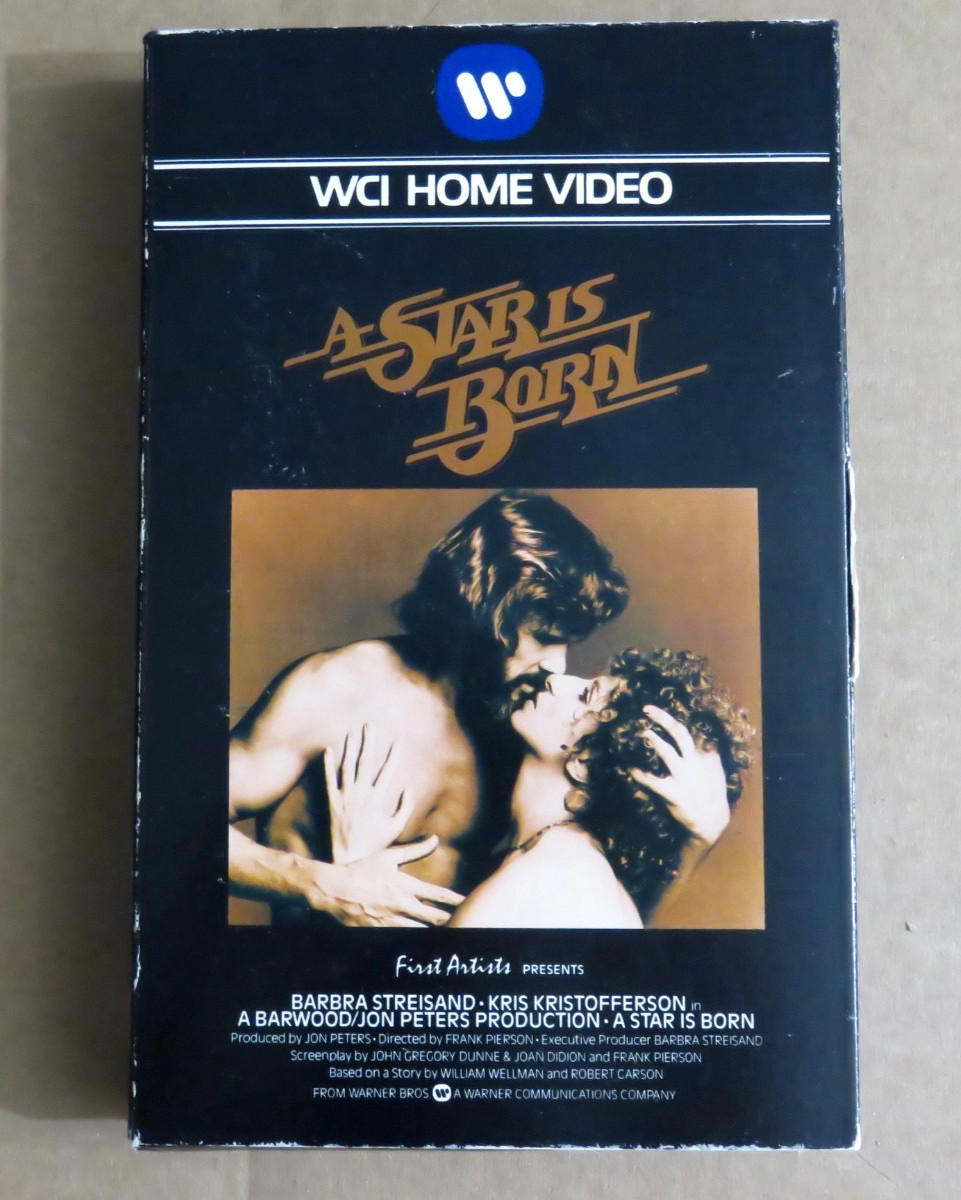 WCI HOME VIDEO
A STAR IS
BORN
First Artists PRESENTS
BARBRA STREISAND • KRIS KRISTOFFERSON in
A BARWOOD/JON PETERS PRODUCTION • A STAR IS BORN
Produced by JON PETERS • Directed by FRANK PIERSON • Executive Producer BARBRA STREISAND
Screenplay by JOHN GREGORY DUNNE & JOAN DIDION and FRANK PIERSON
Based on a Story by WILLIAM WELLMAN and ROBERT CARSON
FROM WARNER BROS A WARNER COMMUNICATIONS COMPANY